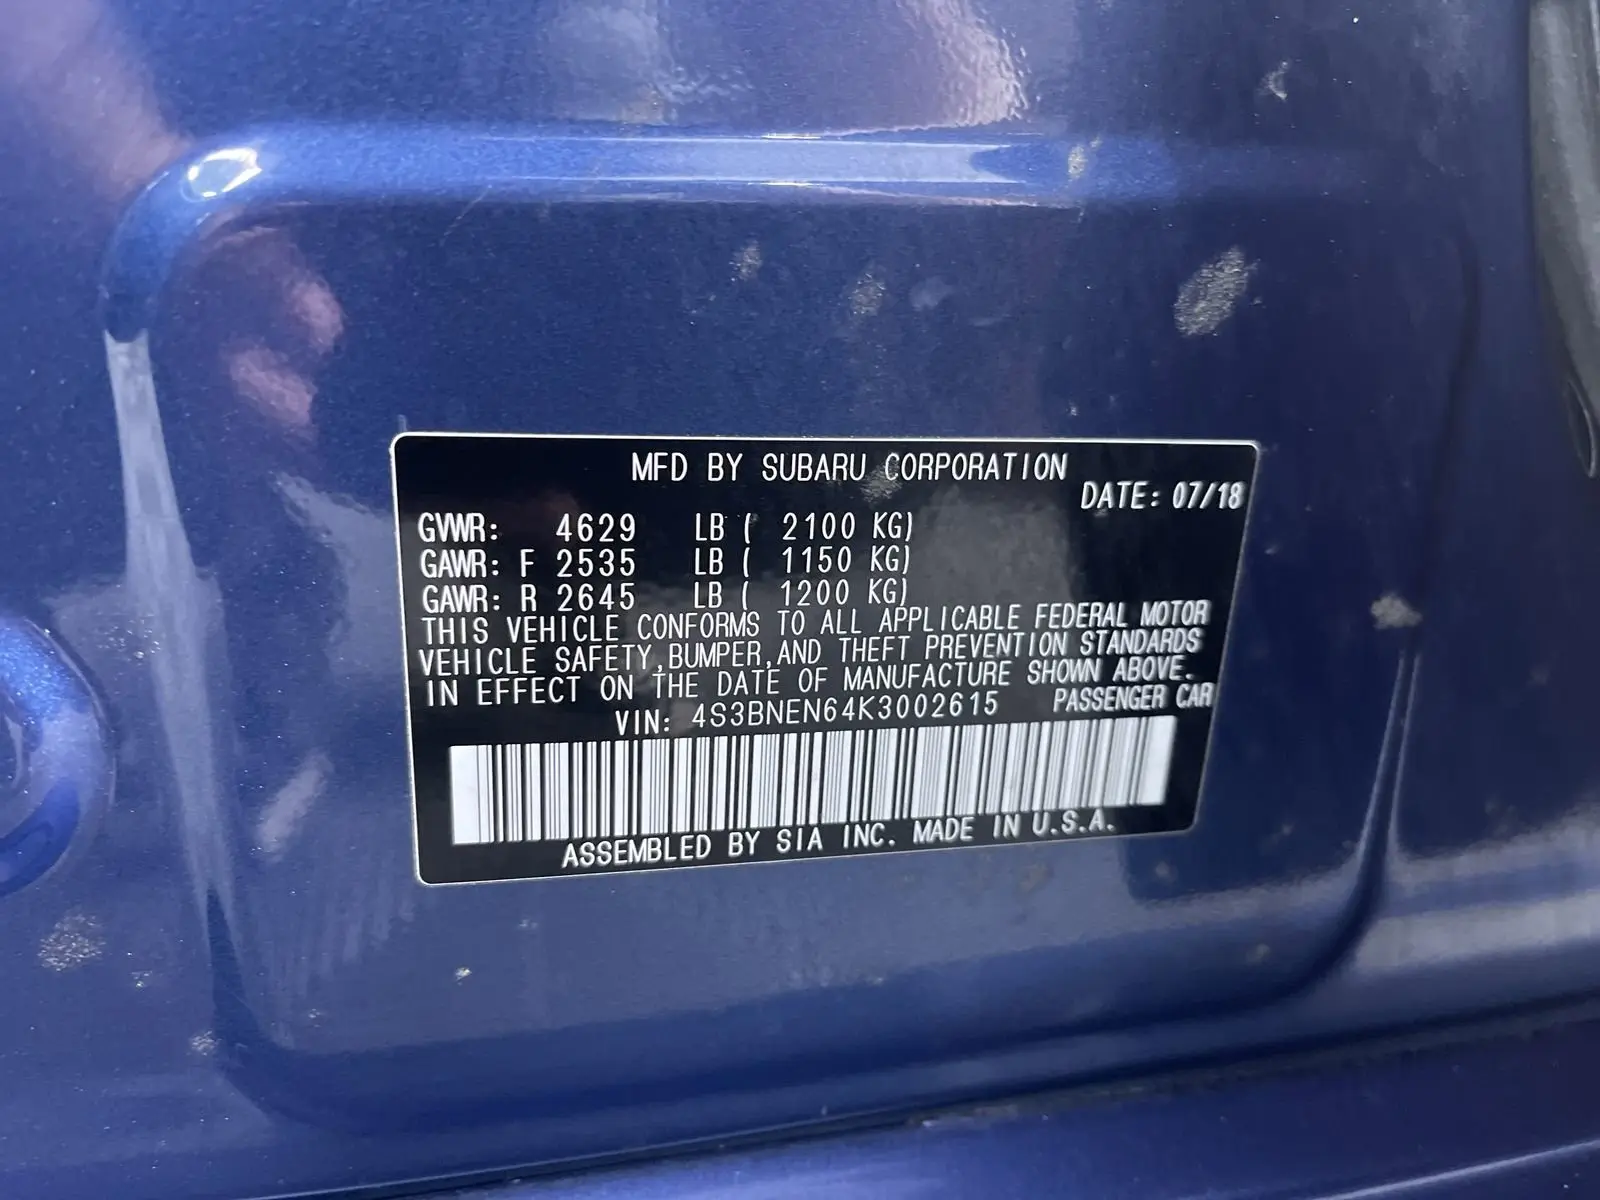 MFD BY SUBARU CORPORATION
DATE: 07/18
GVWR: 4629 LB ( 2100 KG)
GAWR: F 2535 LB ( 1150 KG)
GAWR: R 2645 LB ( 1200 KG)
THIS VEHICLE CONFORMS TO ALL APPLICABLE FEDERAL MOTOR
VEHICLE SAFETY,BUMPER,AND THEFT PREVENTION STANDARDS
IN EFFECT ON THE DATE OF MANUFACTURE SHOWN ABOVE.
VIN: 4S3BNEN64K3002615 PASSENGER CAR
ASSEMBLED BY SIA INC. MADE IN U.S.A.